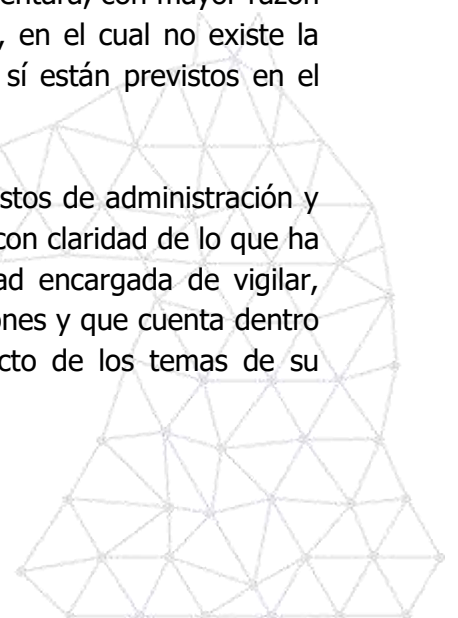 con mayor razón
, en el cual no existe la
sí están previstos en el
stos de administración y
con claridad de lo que ha
ad encargada de vigilar,
ones y que cuenta dentro
cto de los temas de su